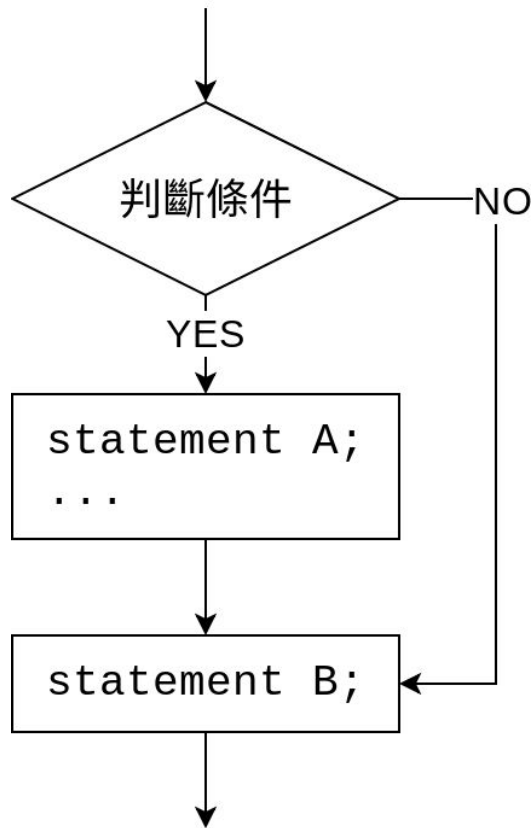 判斷條件
NO
YES
statement A;
...
statement B;